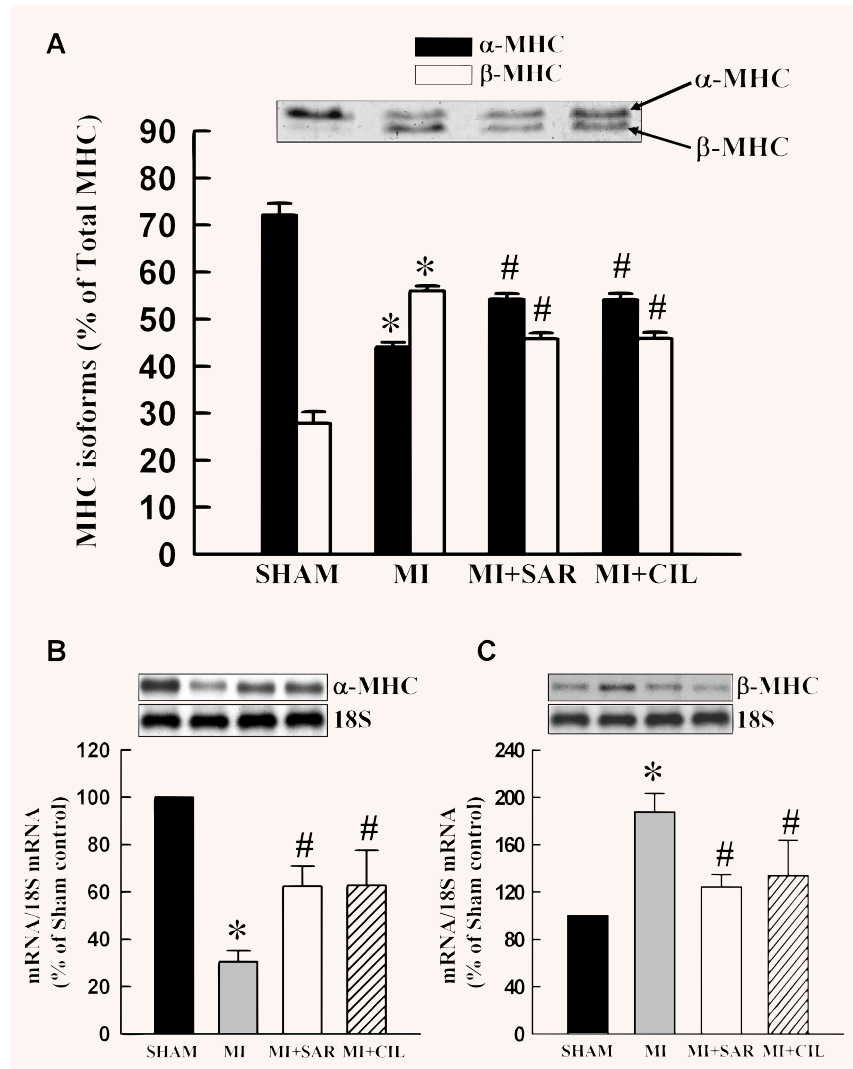 A
α-MHC
β-MHC
α-MHC
β-MHC
MHC isoforms (% of Total MHC)
90
80
70
60
50
40
30
20
10
0
*
*
#
#
#
#
SHAM MI MI+SAR MI+CIL
B
α-MHC
18S
mRNA/18S mRNA
(% of Sham control)
120
100
80
60
40
20
0
*
#
#
SHAM MI MI+SAR MI+CIL
C
β-MHC
18S
mRNA/18S mRNA
(% of Sham control)
240
200
160
120
80
40
0
*
#
#
SHAM MI MI+SAR MI+CIL